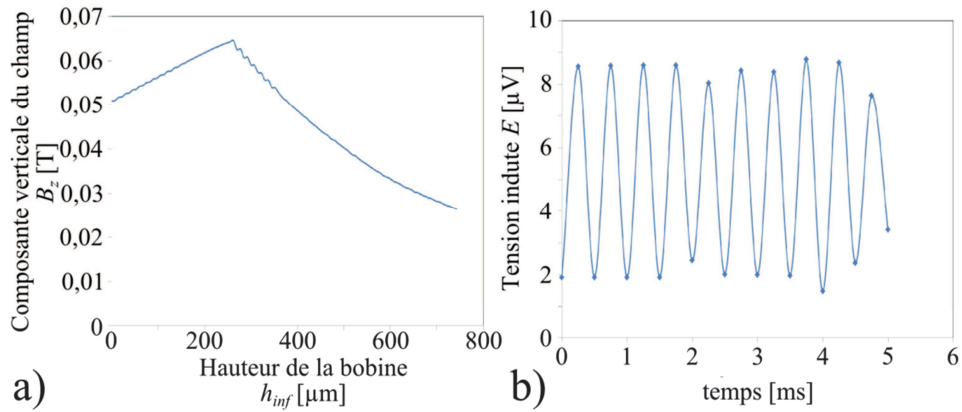 Composante verticale du champ
B_z [T]
0,07
0,06
0,05
0,04
0,03
0,02
0,01
0
0 200 400 600 800
Hauteur de la bobine
h_inf [µm]
a)
Tension indute E [µV]
10
8
6
4
2
0
0 1 2 3 4 5 6
temps [ms]
b)